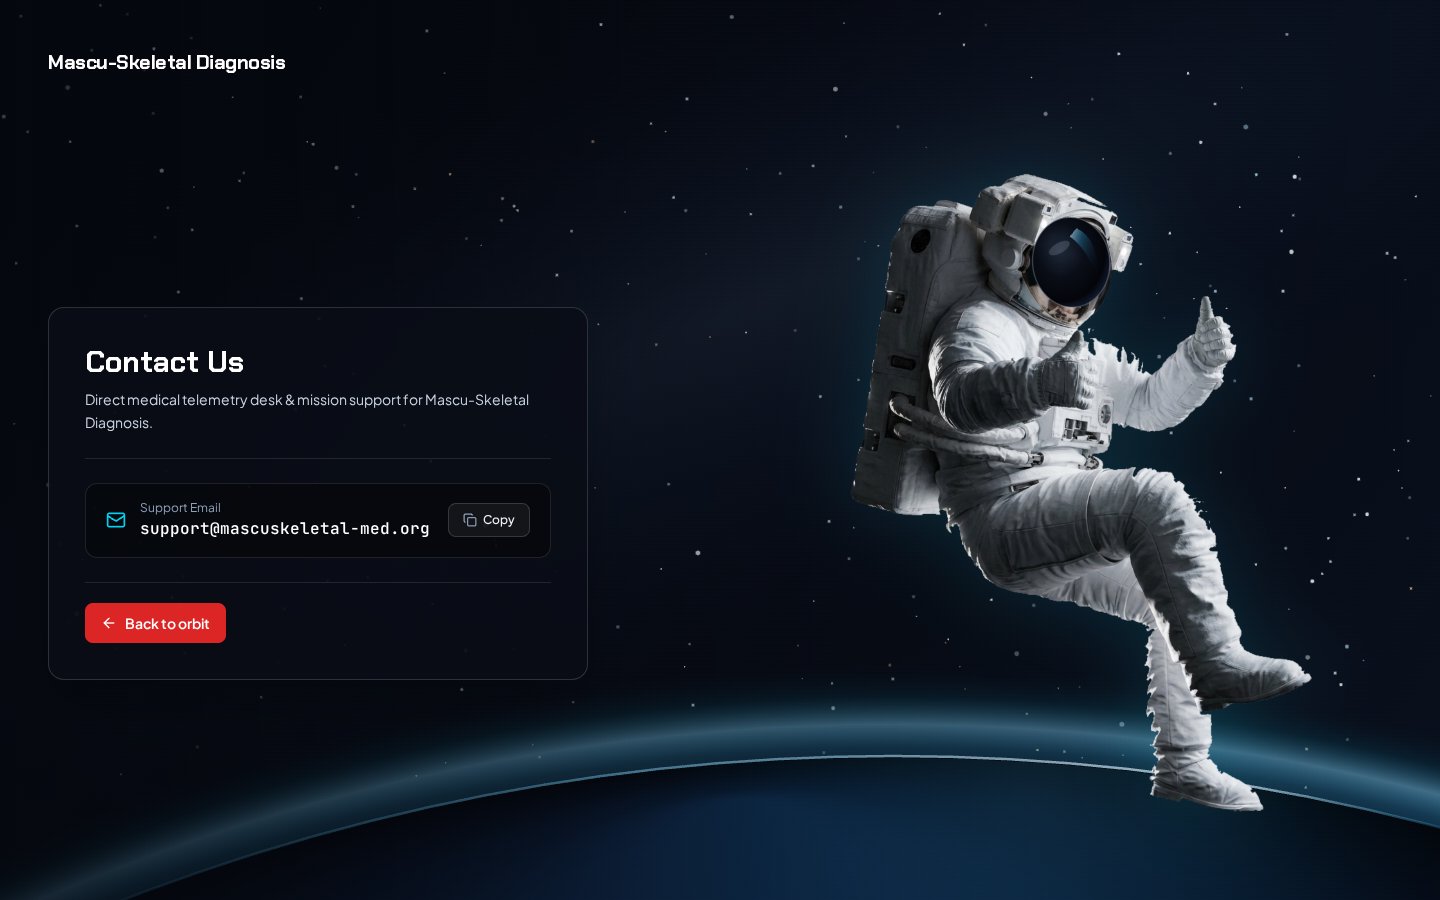 Mascu-Skeletal Diagnosis
Contact Us
Direct medical telemetry desk & mission support for Mascu-Skeletal
Diagnosis.
Support Email
support@mascuskeletal-med.org
Copy
Back to orbit